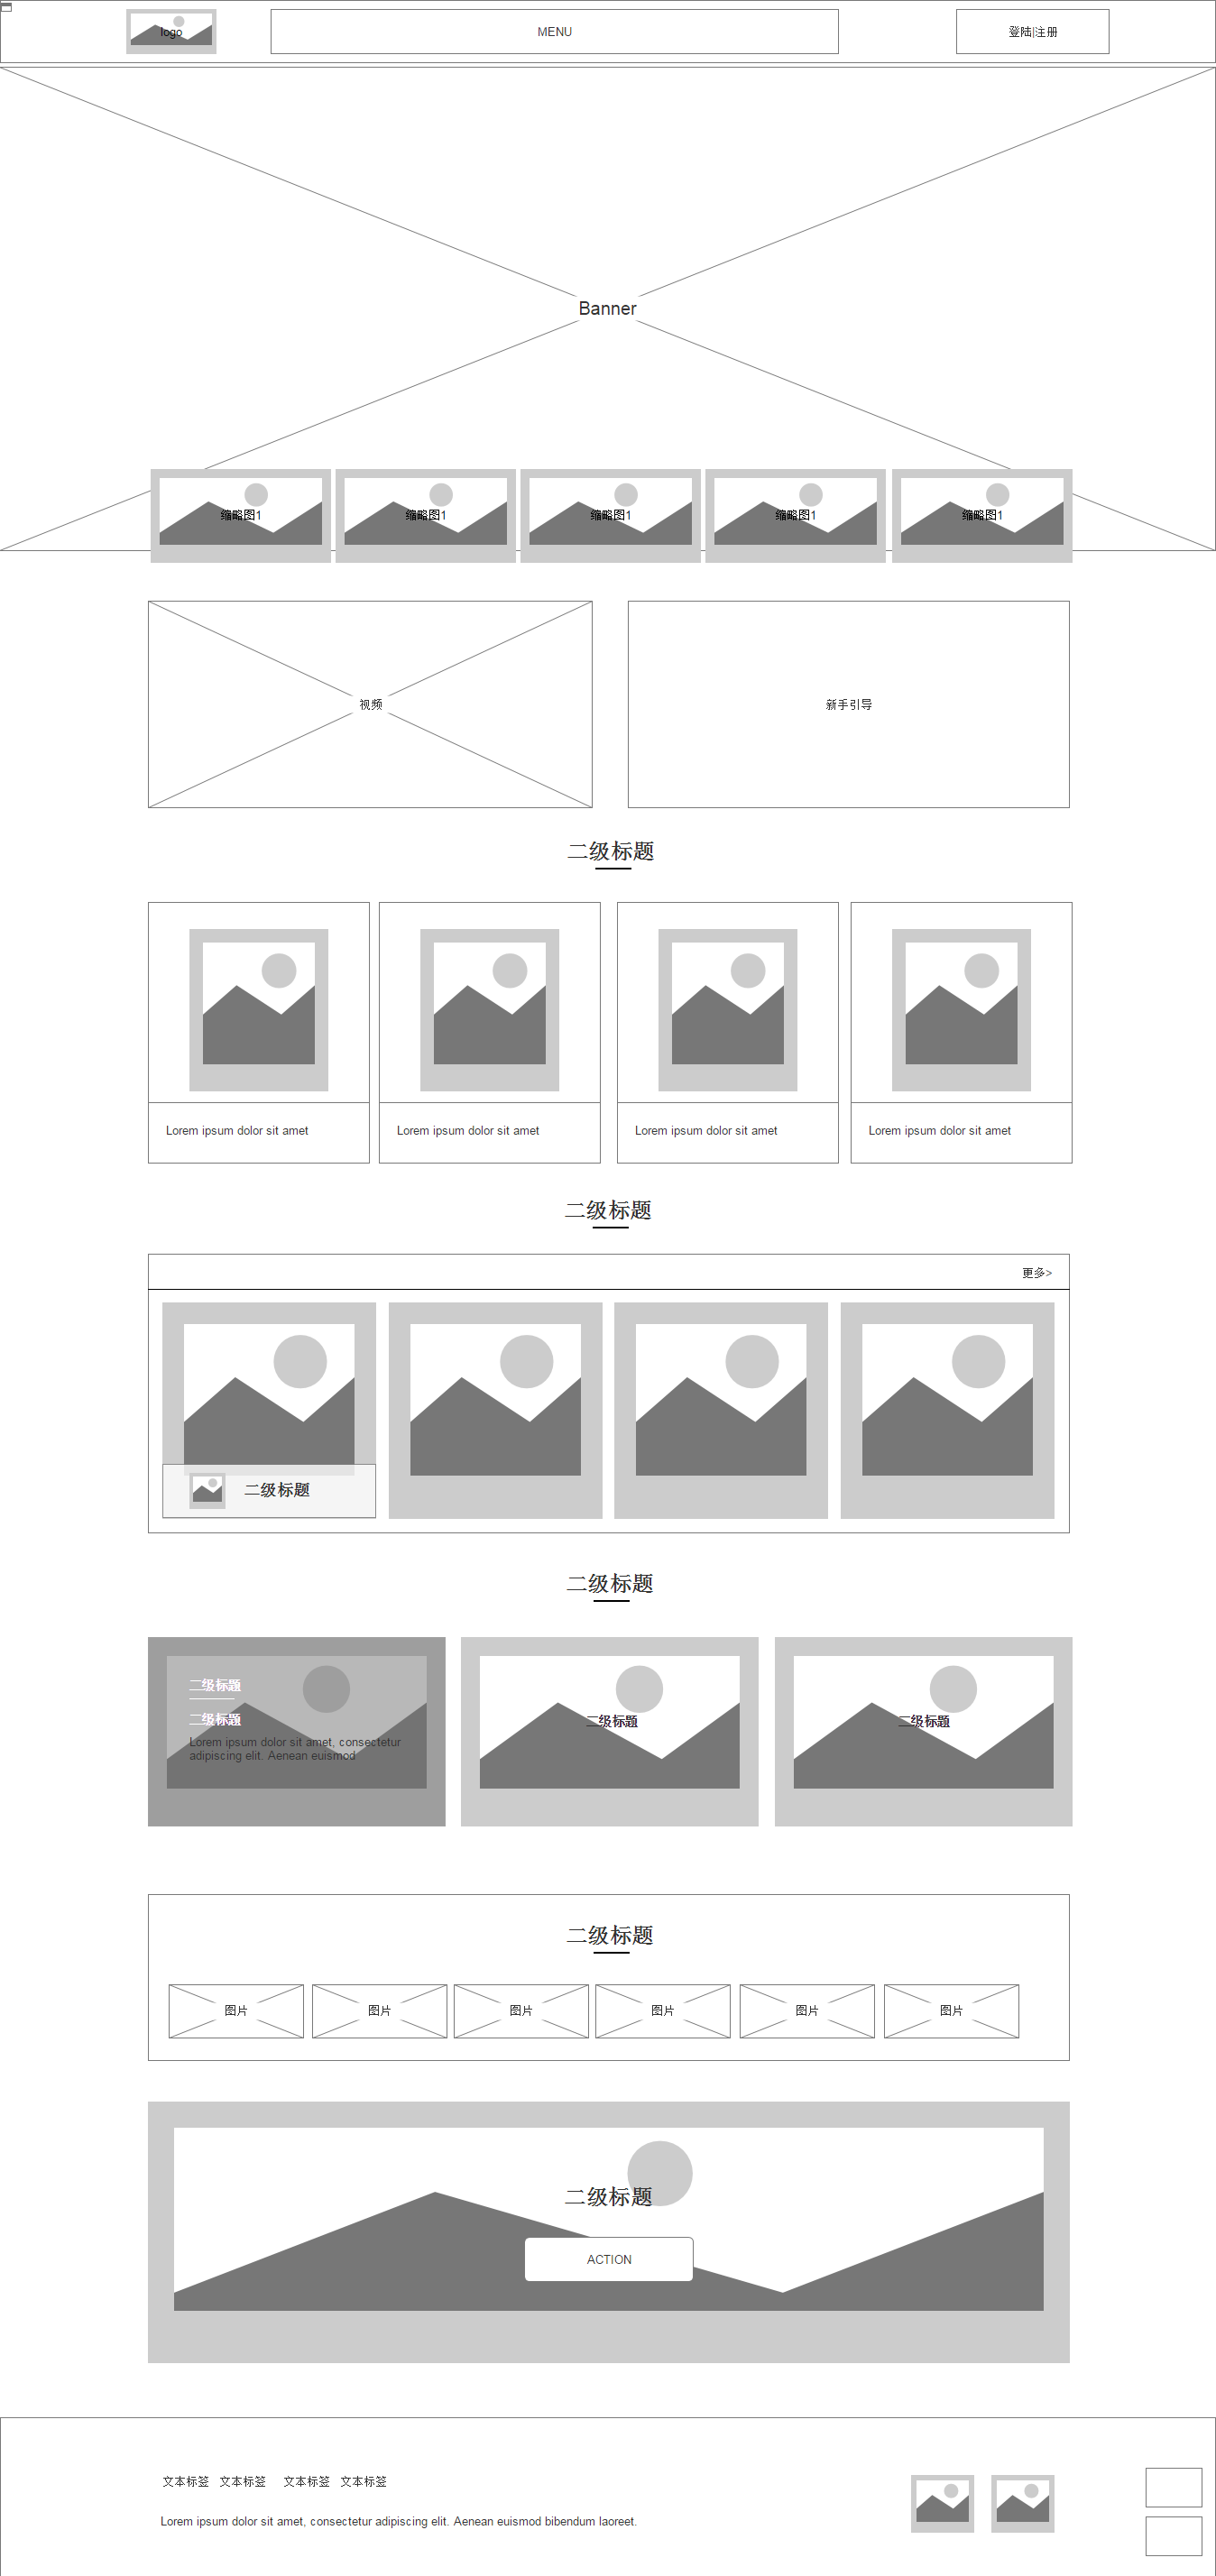 logo
MENU
登陆|注册
Banner
缩略图1
缩略图1
缩略图1
缩略图1
缩略图1
视频
新手引导
二级标题
Lorem ipsum dolor sit amet
Lorem ipsum dolor sit amet
Lorem ipsum dolor sit amet
Lorem ipsum dolor sit amet
二级标题
更多>
二级标题
二级标题
二级标题
二级标题
Lorem ipsum dolor sit amet, consectetur
adipiscing elit. Aenean euismod
二级标题
二级标题
二级标题
图片
图片
图片
图片
图片
图片
二级标题
ACTION
文本标签 文本标签 文本标签 文本标签
Lorem ipsum dolor sit amet, consectetur adipiscing elit. Aenean euismod bibendum laoreet.